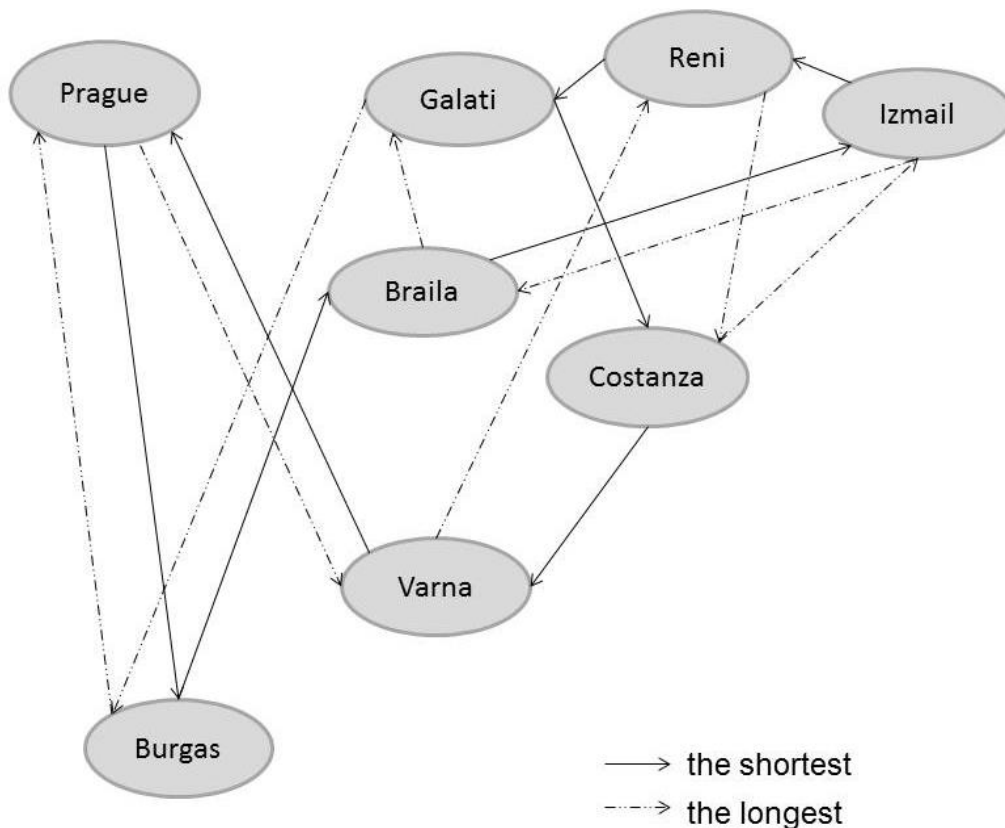 Prague
Galati
Reni
Izmail
Braila
Costanza
Varna
Burgas
the shortest
the longest